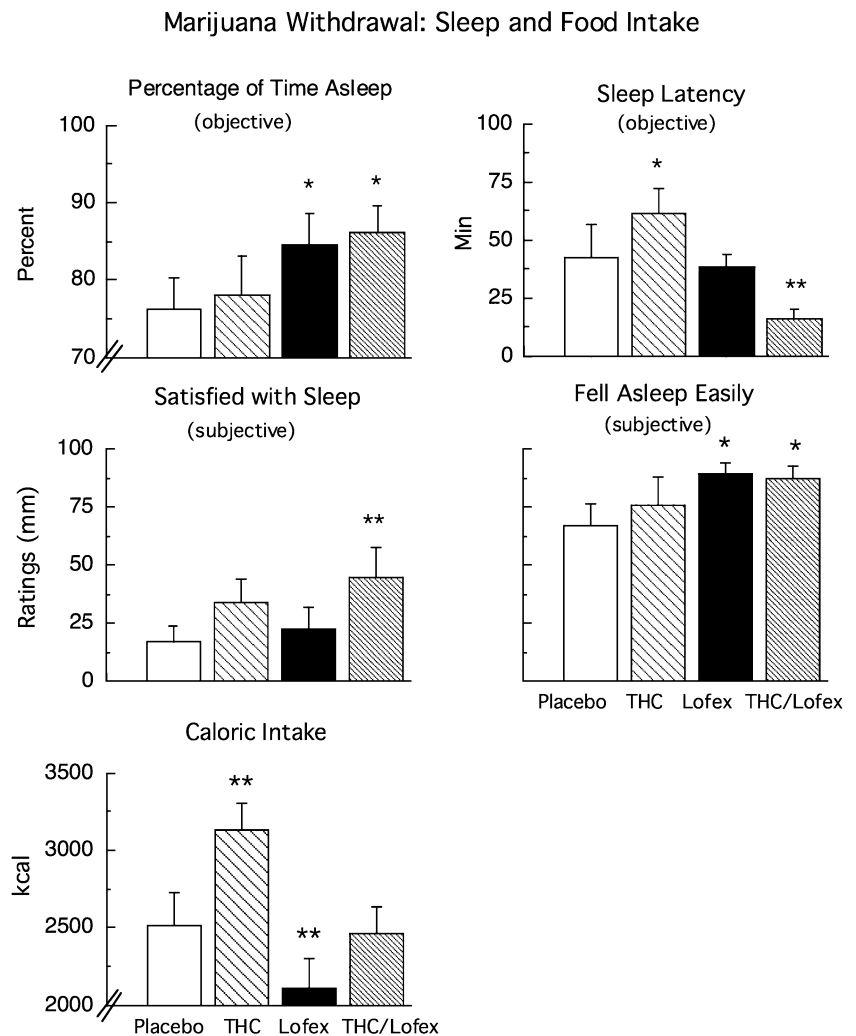 Marijuana Withdrawal: Sleep and Food Intake
Percentage of Time Asleep
(objective)
100
90
80
70
Percent
*
*
Sleep Latency
(objective)
100
75
50
25
0
Min
*
**
Satisfied with Sleep
(subjective)
100
75
50
25
0
Ratings (mm)
**
Fell Asleep Easily
(subjective)
*
*
Placebo THC Lofex THC/Lofex
Caloric Intake
3500
3000
2500
2000
kcal
**
**
Placebo THC Lofex THC/Lofex